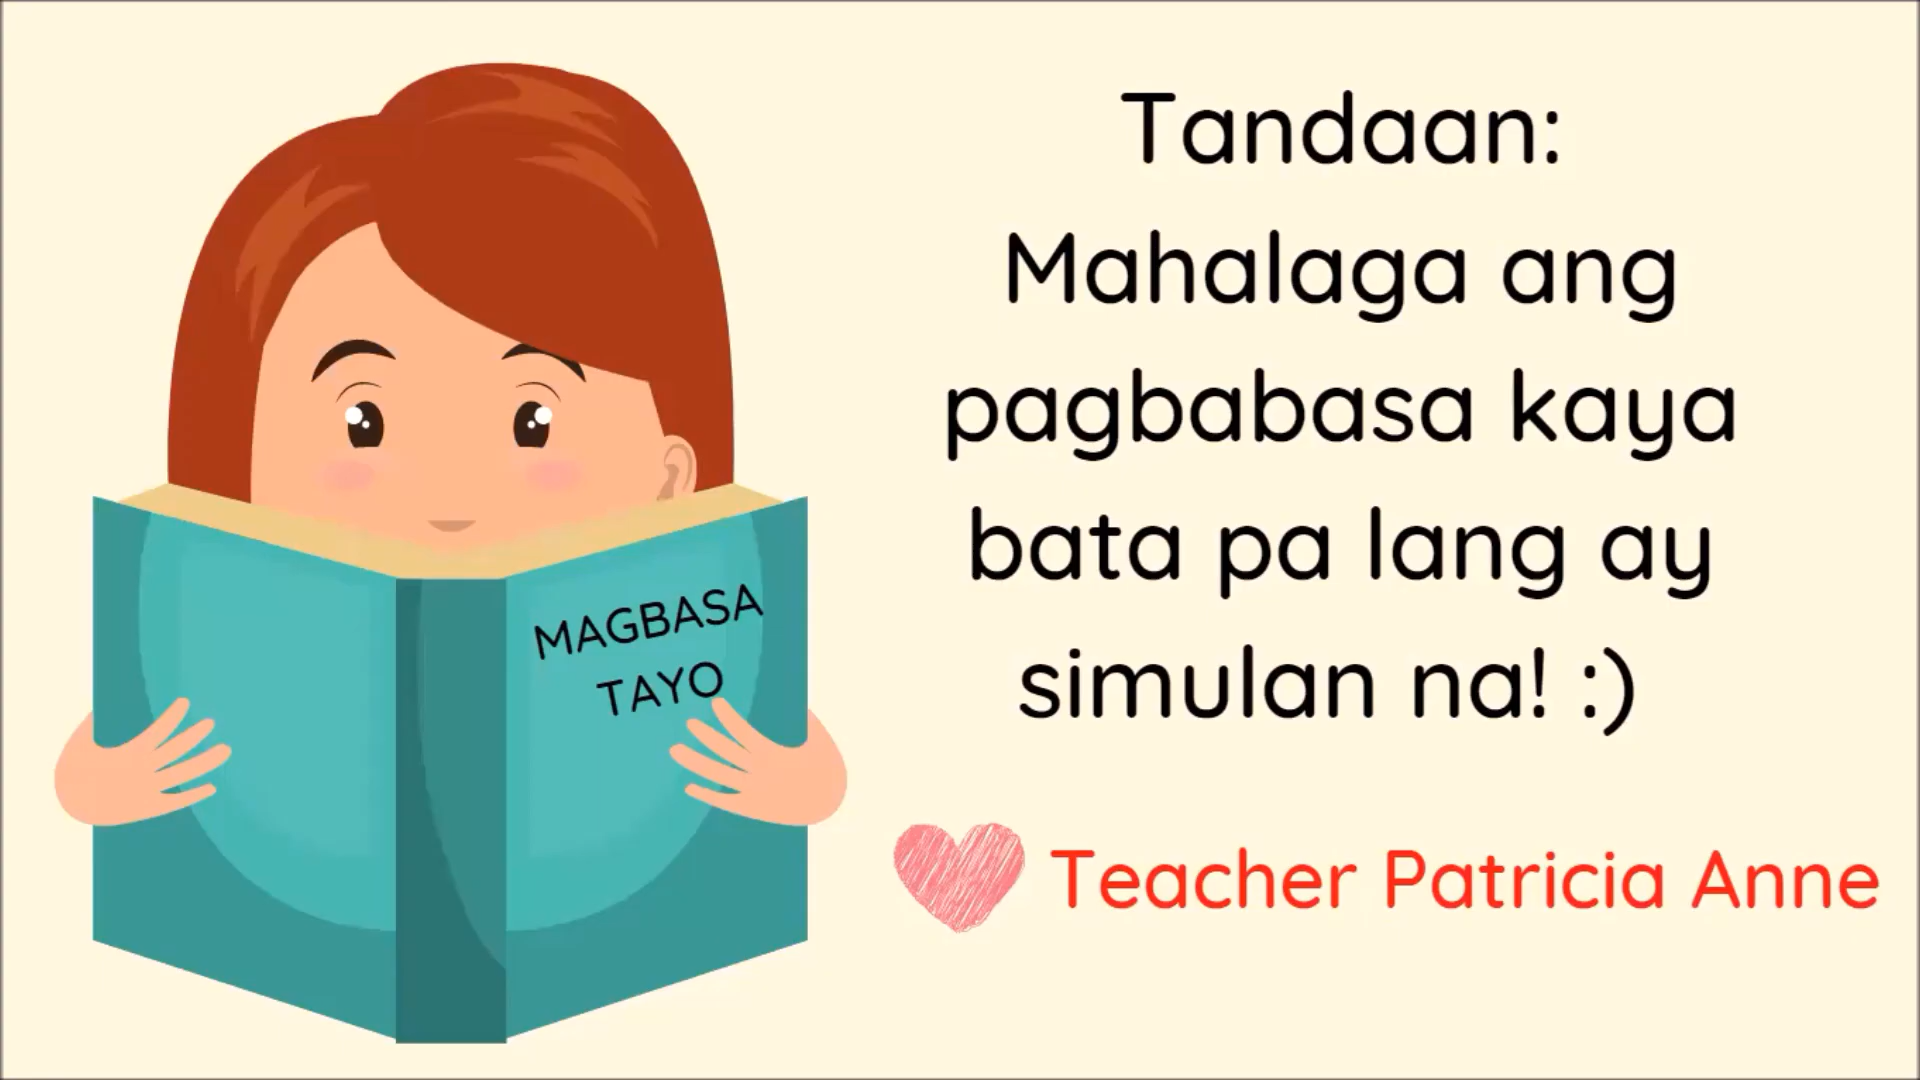 Tandaan:
Mahalaga ang
pagbabasa kaya
bata pa lang ay
simulan na! :)
MAGBASA
TAYO
Teacher Patricia Anne